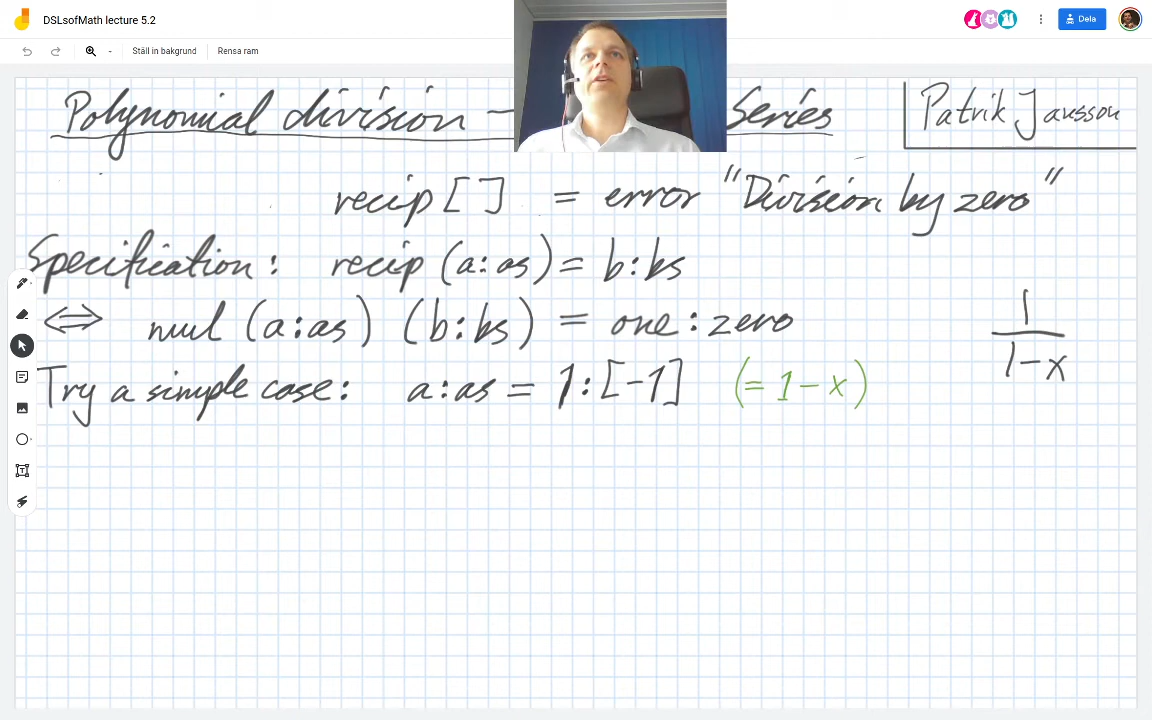 DSLsofMath lecture 5.2
Dela
Ställ in bakgrund Rensa ram
Polynomial division – Series
Patrik Jansson
recip [ ] = error "Division by zero"
Specification: recip (a:as) = b:bs
⇔ mul (a:as) (b:bs) = one:zero
1
1-x
Try a simple case: a:as = 1:[-1] (= 1-x)